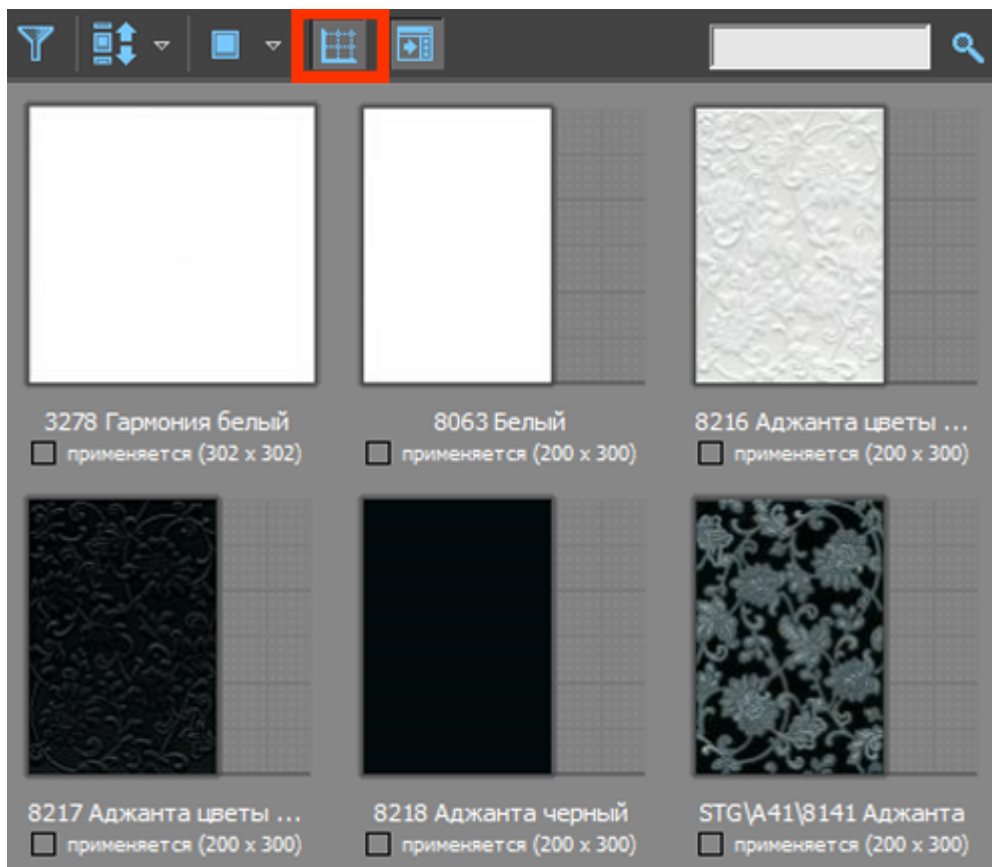 3278 Гармония белый
применяется (302 x 302)
8063 Белый
применяется (200 x 300)
8216 Аджанта цветы ...
применяется (200 x 300)
8217 Аджанта цветы ...
применяется (200 x 300)
8218 Аджанта черный
применяется (200 x 300)
STG\A41\8141 Аджанта
применяется (200 x 300)